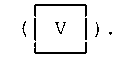 ( V ) .